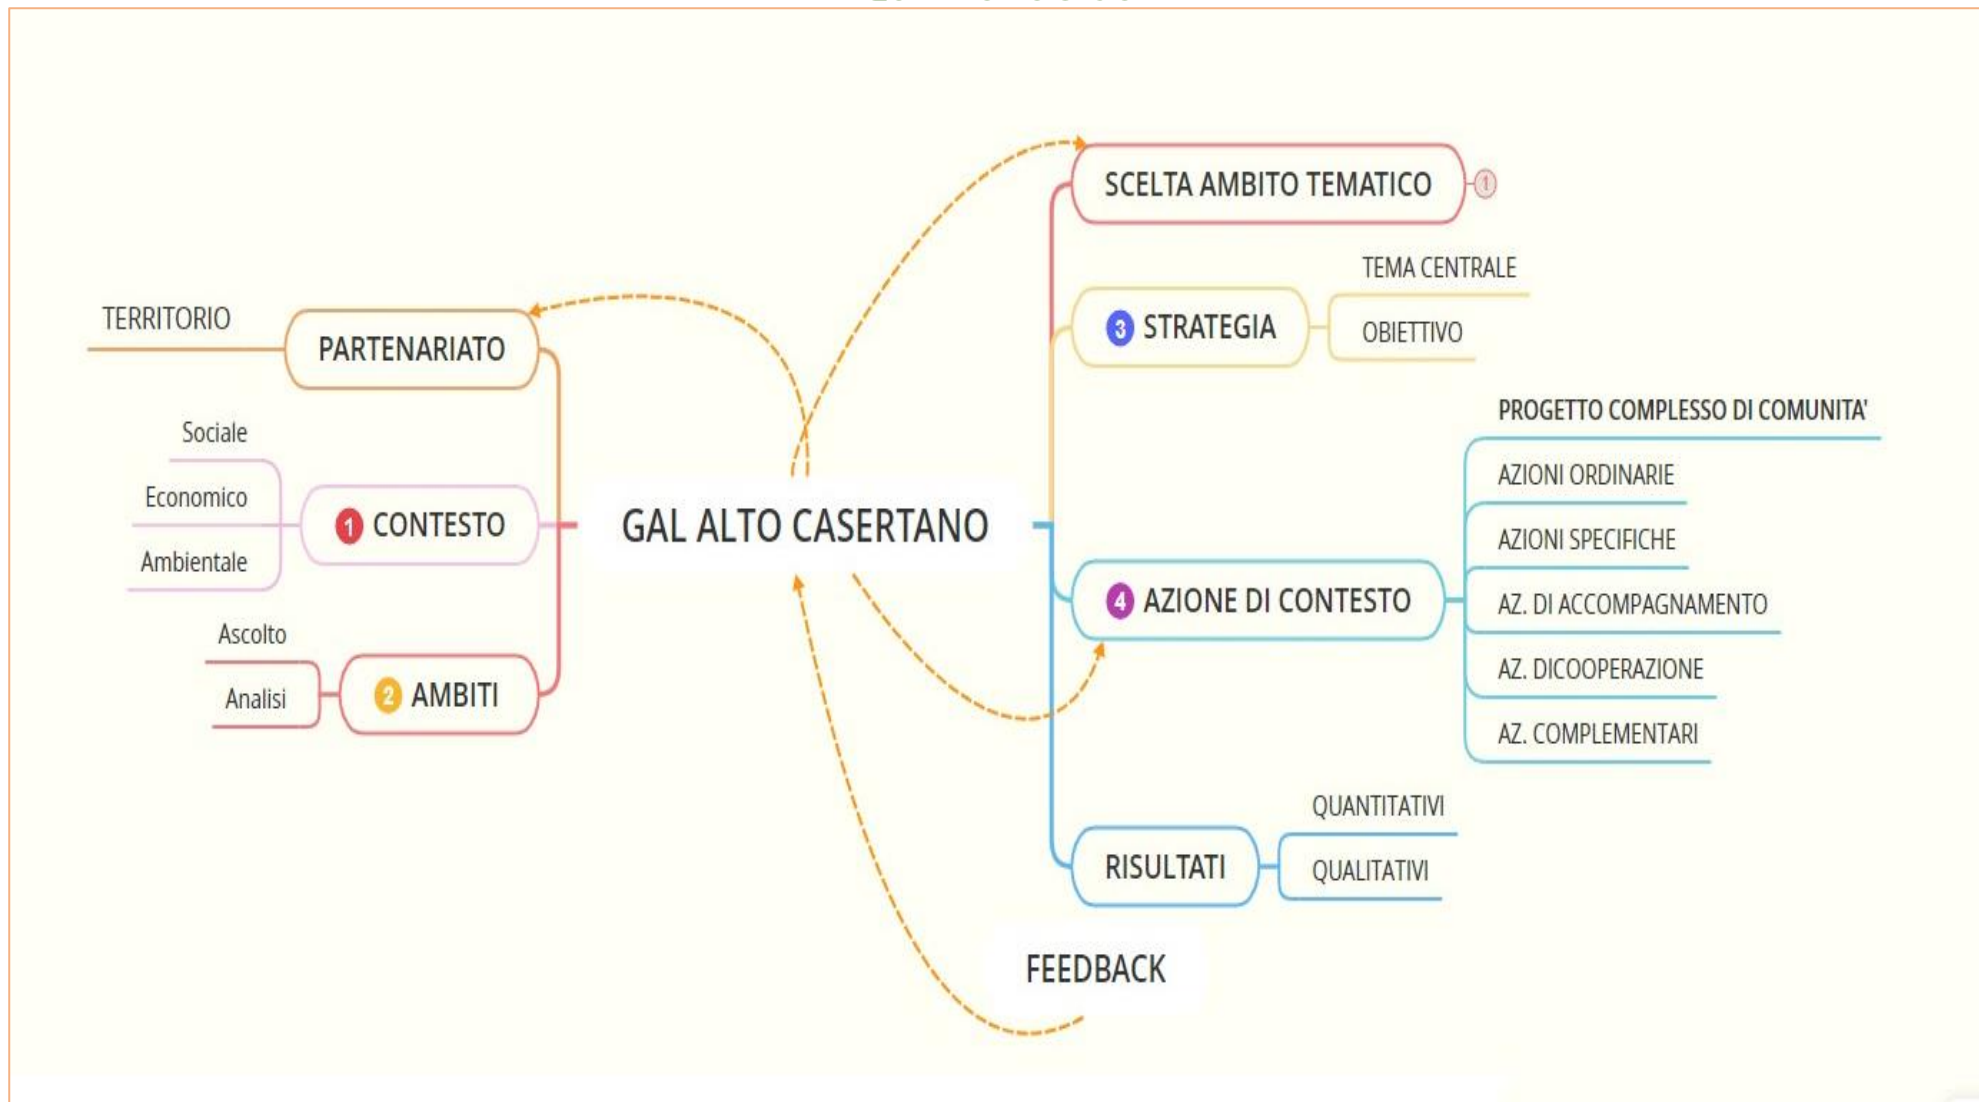 TERRITORIO
PARTENARIATO
Sociale
Economico
Ambientale
1 CONTESTO
Ascolto
Analisi
2 AMBITI
GAL ALTO CASERTANO
SCELTA AMBITO TEMATICO
1
3 STRATEGIA
TEMA CENTRALE
OBIETTIVO
4 AZIONE DI CONTESTO
PROGETTO COMPLESSO DI COMUNITA'
AZIONI ORDINARIE
AZIONI SPECIFICHE
AZ. DI ACCOMPAGNAMENTO
AZ. DICOOPERAZIONE
AZ. COMPLEMENTARI
RISULTATI
QUANTITATIVI
QUALITATIVI
FEEDBACK